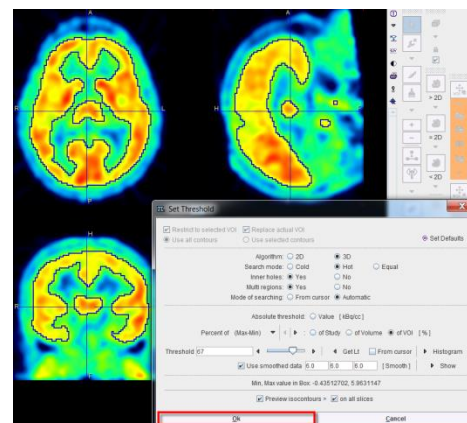 A
A
R
L
H
P
H
R
L
> 2D
> 2D
< 2D
Set Threshold
X
Restrict to selected VOI Replace actual VOI
Use all contours Use selected contours Set Defaults
Algorithm: 2D 3D
Search mode: Cold Hot Equal
Inner holes: Yes No
Multi regions: Yes No
Mode of searching: From cursor Automatic
Absolute threshold: Value [ kBq/cc ]
Percent of (Max-Min) : of Study of Volume of VOI [ % ]
Threshold 67 Get LI From cursor Histogram
Use smoothed data 6.0 6.0 6.0 [ Smooth ] Show
Min, Max value in Box: -0.43512702, 5.9631147
Preview isocontours + on all slices
Ok Cancel